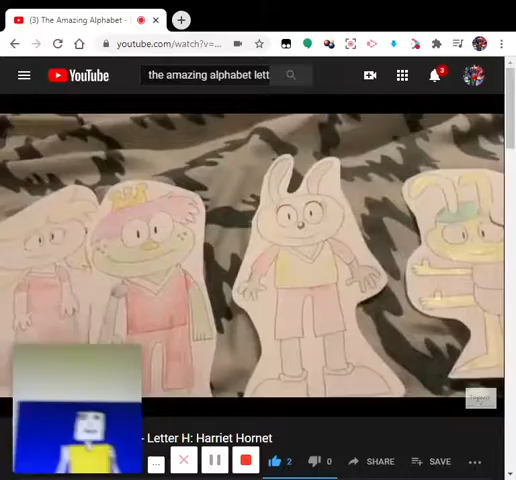 (3) The Amazing Alphabet -
youtube.com/watch?v=...
YouTube
the amazing alphabet lett
3
- Letter H: Harriet Hornet
...
2
0
SHARE
SAVE
...